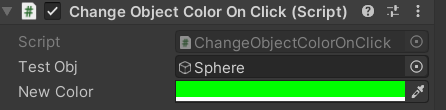 # Change Object Color On Click (Script)
Script # ChangeObjectColorOnClick
Test Obj Sphere
New Color